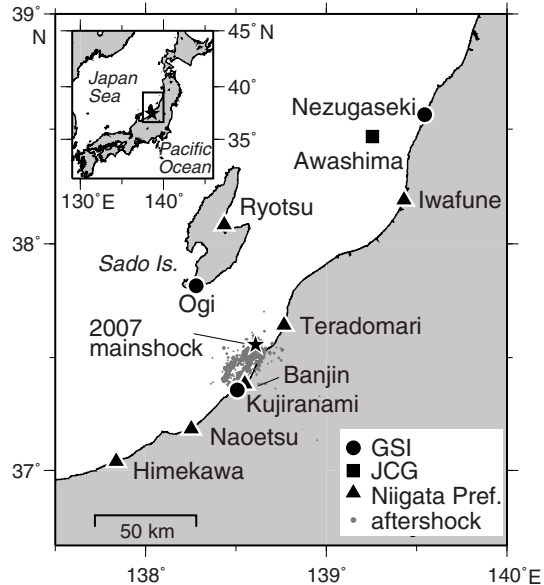 39°
N
45°N
Japan
Sea
40°
35°
Pacific
Ocean
130°E
140°
Nezugaseki
Awashima
Iwafune
Ryotsu
38°
Sado Is.
Ogi
2007
mainshock
Teradomari
Banjin
Kujiranami
Naoetsu
37°
Himekawa
50 km
GSI
JCG
Niigata Pref.
aftershock
138°
139°
140°E